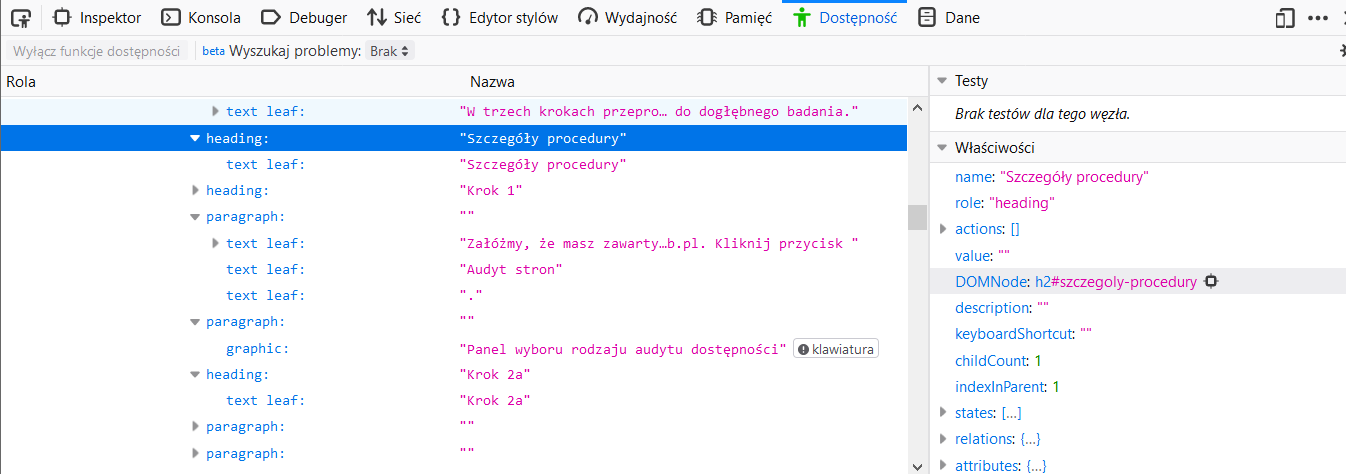 Inspektor Konsola Debuger Sieć Edytor stylów Wydajność Pamięć Dostępność Dane
Wyłącz funkcje dostępności beta Wyszukaj problemy: Brak
Rola Nazwa
text leaf: "W trzech krokach przepro… do dogłębnego badania."
heading: "Szczegóły procedury"
text leaf: "Szczegóły procedury"
heading: "Krok 1"
paragraph: ""
text leaf: "Załóżmy, że masz zawarty…b.pl. Kliknij przycisk "
text leaf: "Audyt stron"
text leaf: "."
paragraph: ""
graphic: "Panel wyboru rodzaju audytu dostępności" klawiatura
heading: "Krok 2a"
text leaf: "Krok 2a"
paragraph: ""
paragraph: ""
Testy
Brak testów dla tego węzła.
Właściwości
name: "Szczegóły procedury"
role: "heading"
actions: []
value: ""
DOMNode: h2#szczegoly-procedury
description: ""
keyboardShortcut: ""
childCount: 1
indexInParent: 1
states: […]
relations: {…}
attributes: {…}